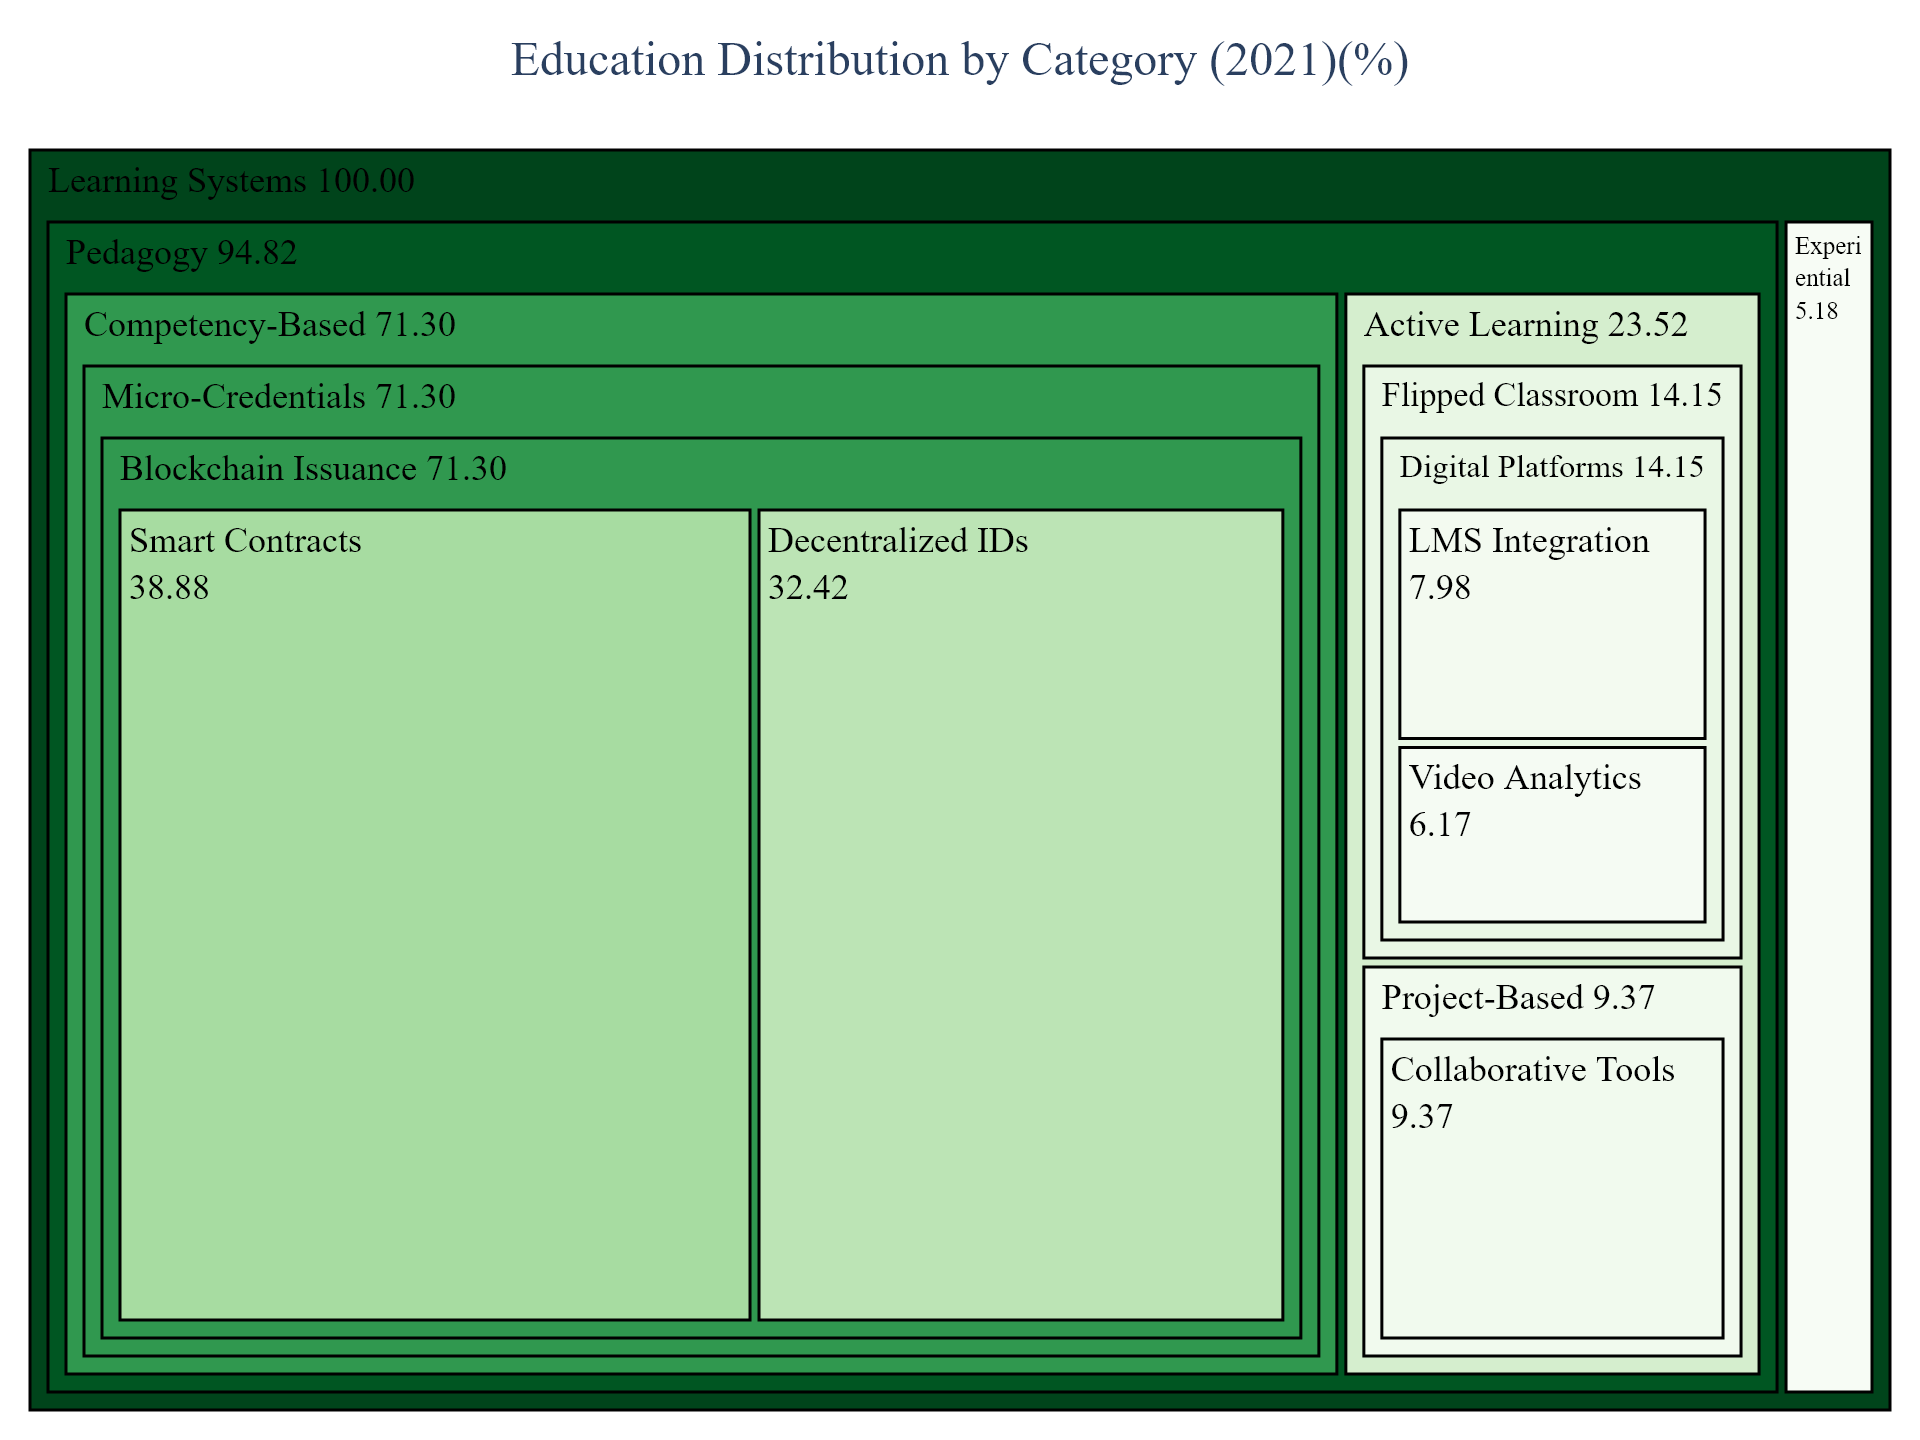 Education Distribution by Category (2021)(%)
Learning Systems 100.00
Pedagogy 94.82
Experi
ential
5.18
Competency-Based 71.30
Active Learning 23.52
Micro-Credentials 71.30
Flipped Classroom 14.15
Blockchain Issuance 71.30
Digital Platforms 14.15
Smart Contracts
38.88
Decentralized IDs
32.42
LMS Integration
7.98
Video Analytics
6.17
Project-Based 9.37
Collaborative Tools
9.37